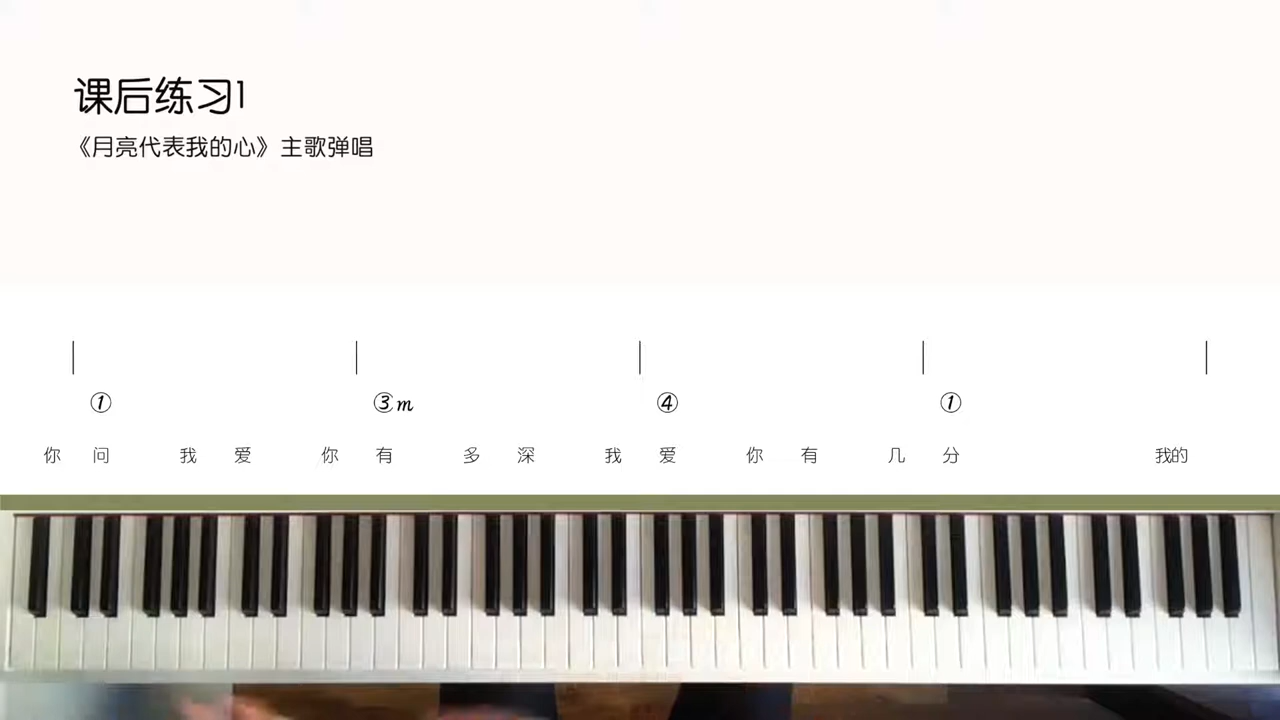 课后练习1
《月亮代表我的心》主歌弹唱
① ③m ④ ①
你 问 我 爱 你 有 多 深 我 爱 你 有 几 分 我的